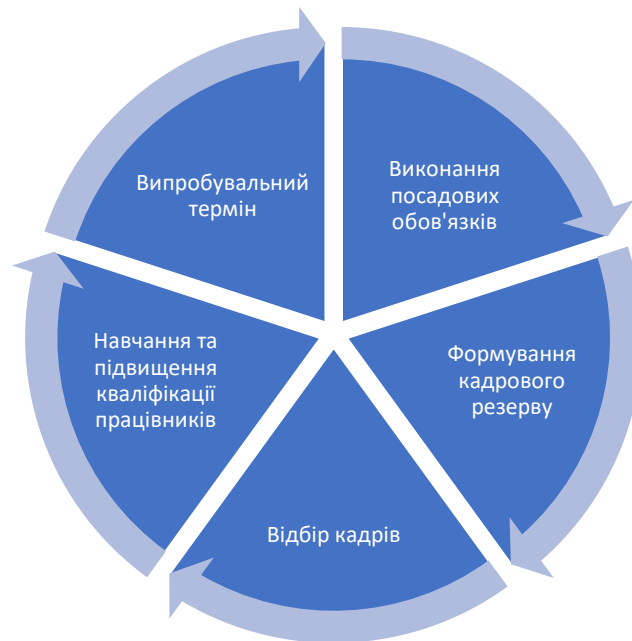 Випробувальний
термін
Виконання
посадових
обов'язків
Формування
кадрового
резерву
Відбір кадрів
Навчання та
підвищення
кваліфікації
працівників